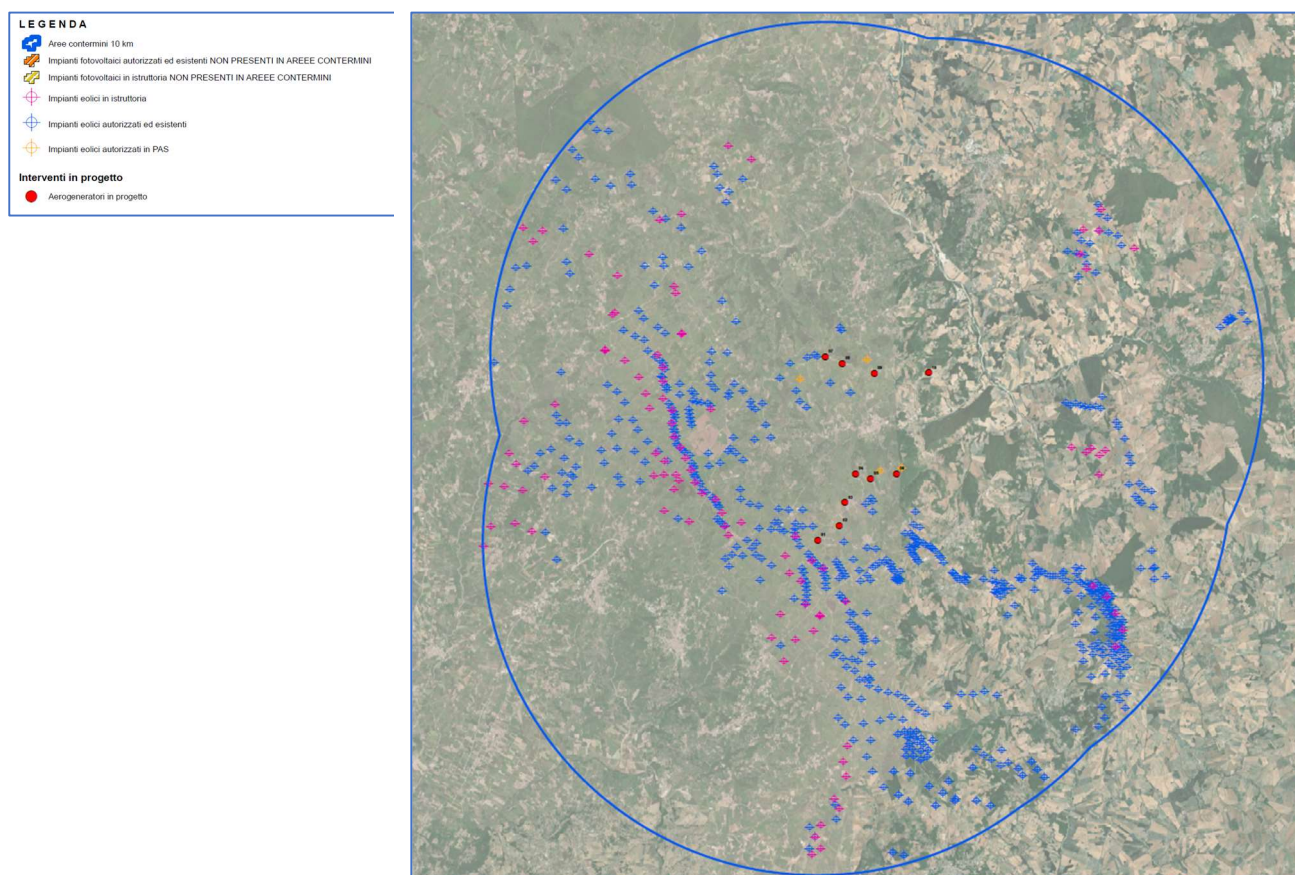 LEGENDA
Aree contermini 10 km
Impianti fotovoltaici autorizzati ed esistenti NON PRESENTI IN AREEE CONTERMINI
Impianti fotovoltaici in istruttoria NON PRESENTI IN AREEE CONTERMINI
Impianti eolici in istruttoria
Impianti eolici autorizzati ed esistenti
Impianti eolici autorizzati in PAS
Interventi in progetto
Aerogeneratori in progetto